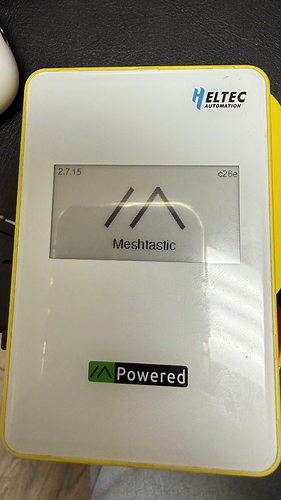 HELTEC
AUTOMATION
2.7.15 c26e
Meshtastic
Powered